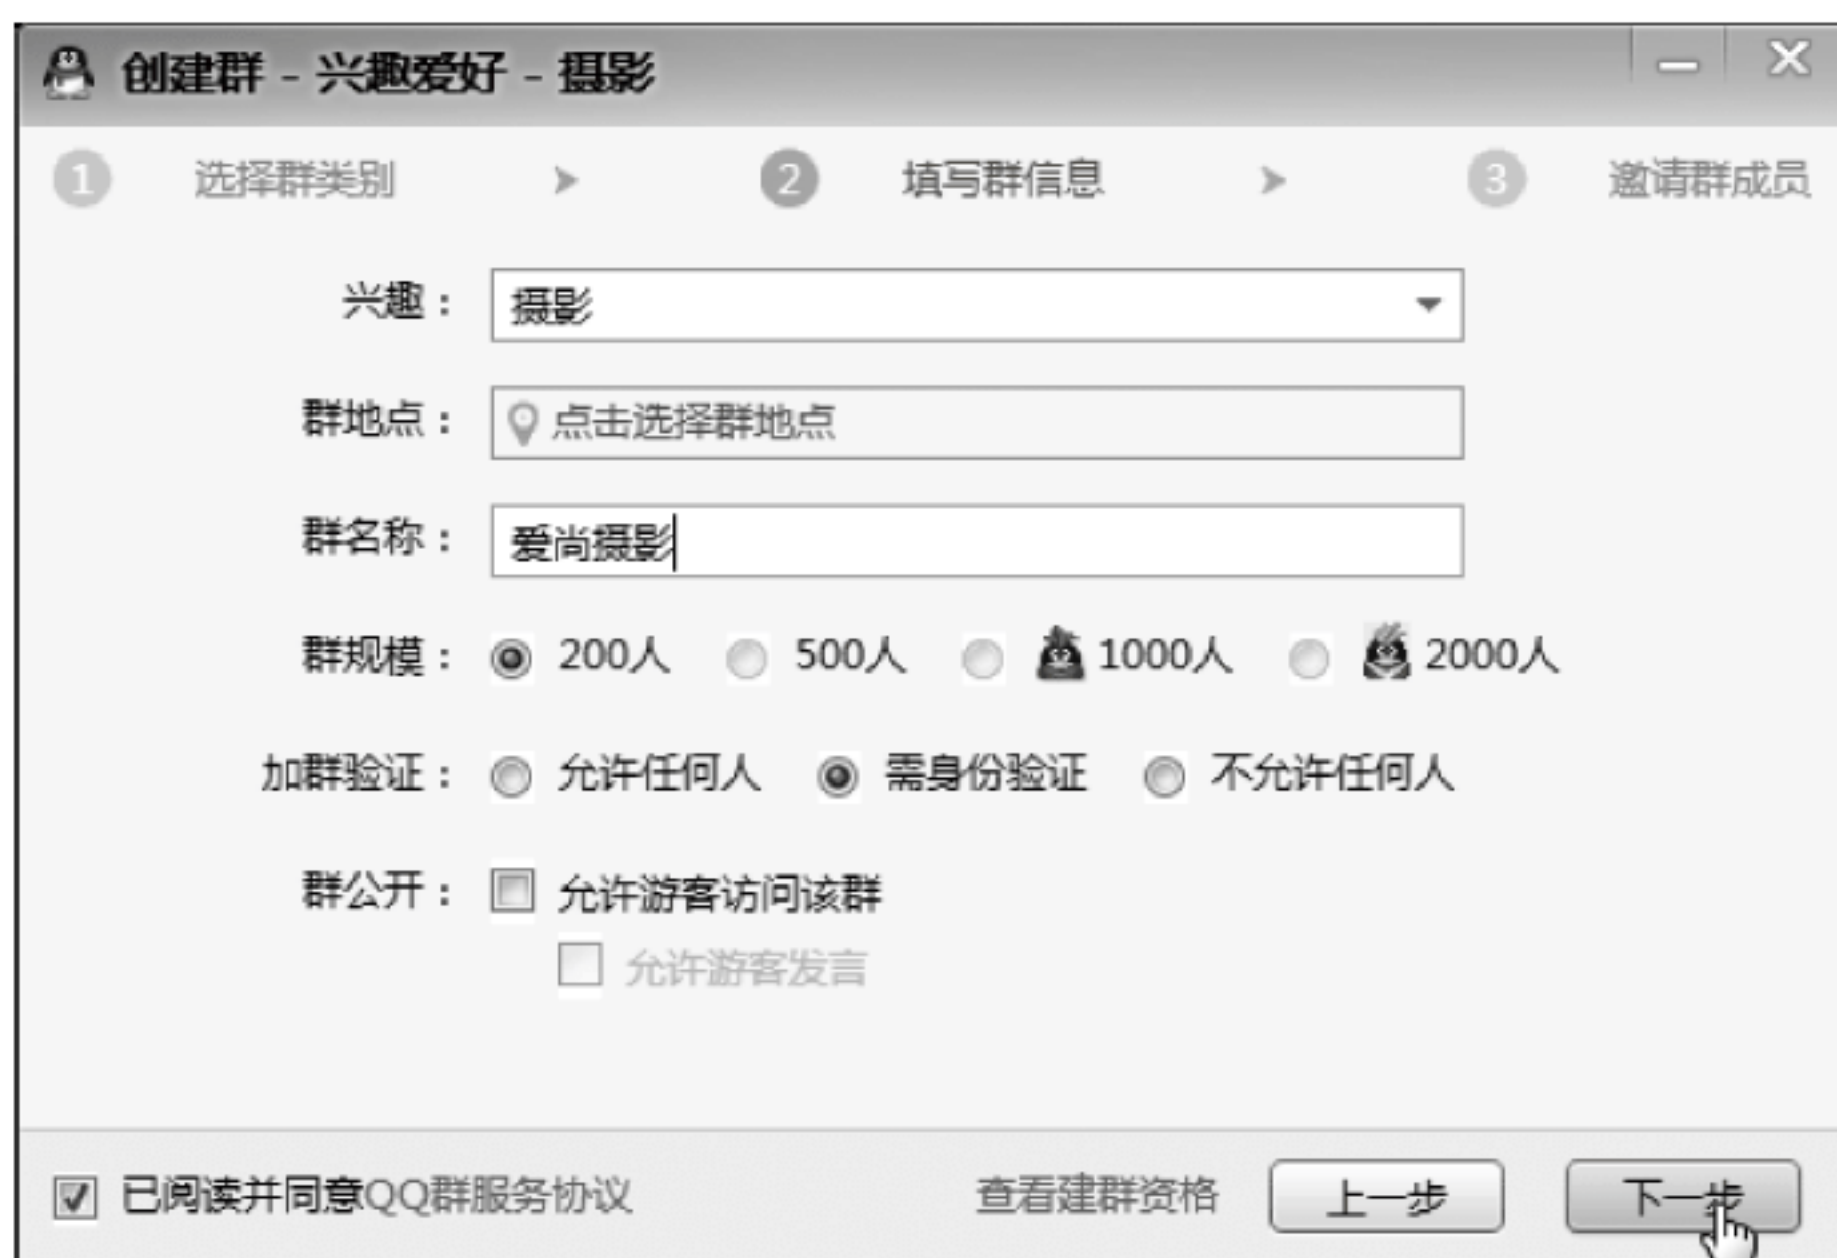 创建群 - 兴趣爱好 - 摄影
1 选择群类别 2 填写群信息 3 邀请群成员
兴趣： 摄影
群地点： 点击选择群地点
群名称： 爱尚摄影
群规模： 200人 500人 1000人 2000人
加群验证： 允许任何人 需身份验证 不允许任何人
群公开： 允许游客访问该群
允许游客发言
已阅读并同意QQ群服务协议 查看建群资格 上一步 下一步